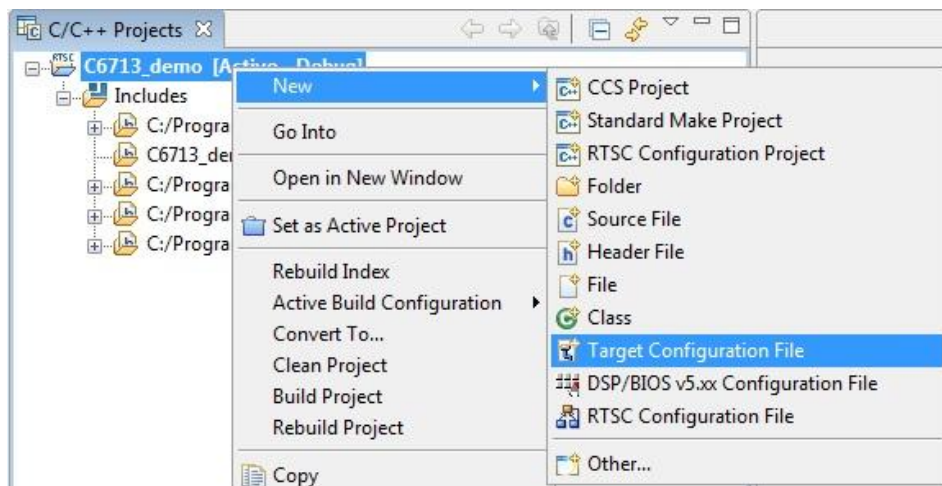 C/C++ Projects
RTSC
C6713_demo [Active - Debug]
Includes
C:/Progra
C6713_de
C:/Progra
C:/Progra
C:/Progra
New
Go Into
Open in New Window
Set as Active Project
Rebuild Index
Active Build Configuration
Convert To...
Clean Project
Build Project
Rebuild Project
Copy
CCS Project
Standard Make Project
RTSC Configuration Project
Folder
Source File
Header File
File
Class
Target Configuration File
DSP/BIOS v5.xx Configuration File
RTSC Configuration File
Other...